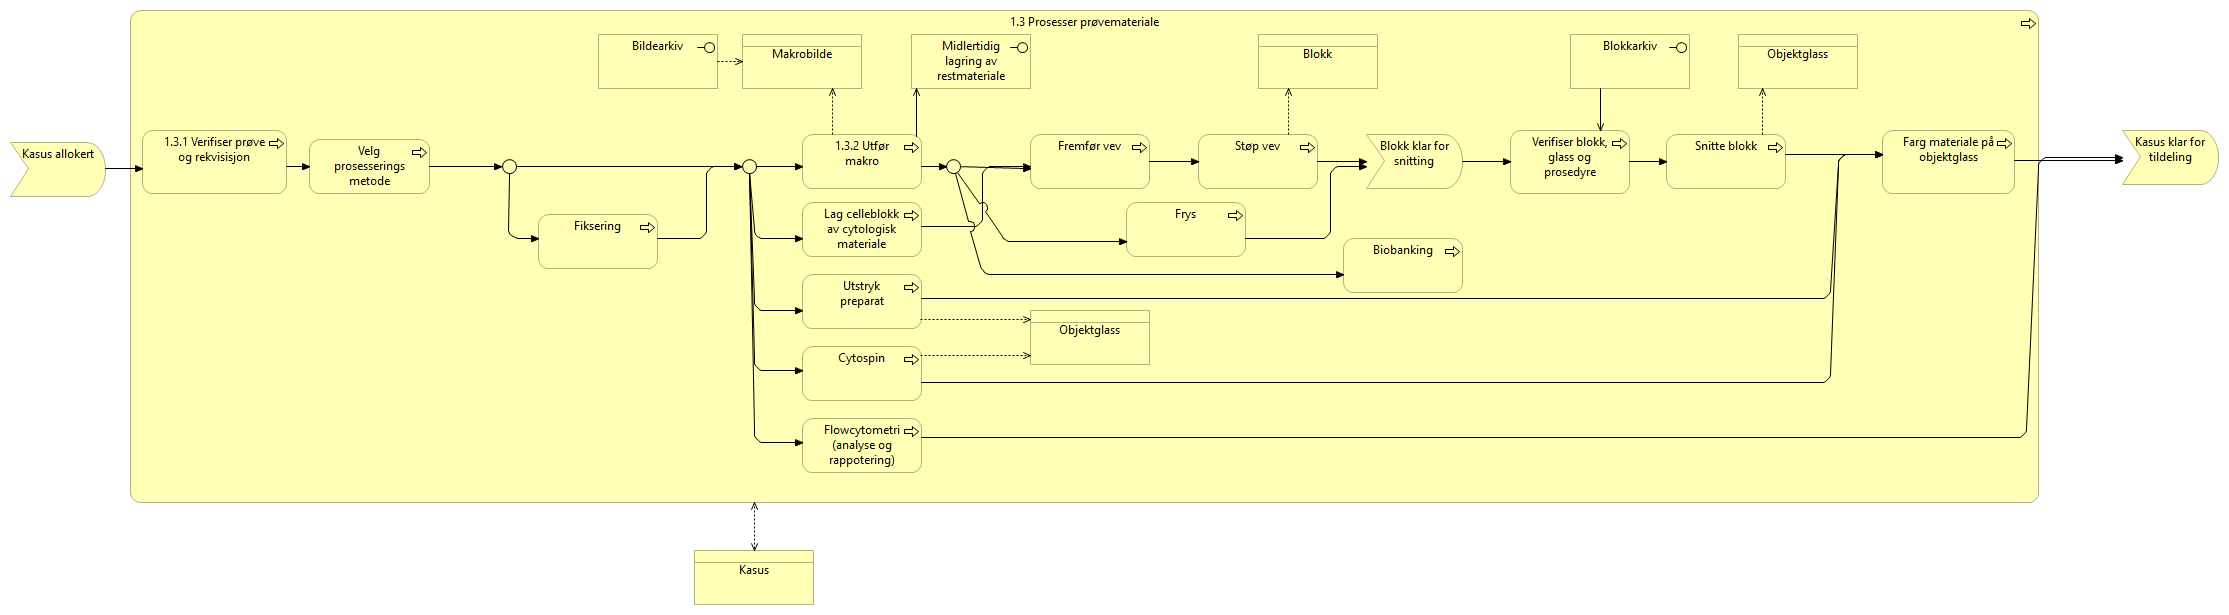 1.3 Prosesser prøvemateriale
Bildearkiv
Makrobilde
Midlertidig
lagring av
restmateriale
Blokk
Blokkarkiv
Objektglass
Kasus allokert
1.3.1 Verifiser prøve
og rekvisisjon
Velg
prosesserings
metode
1.3.2 Utfør
makro
Fremfør vev
Støp vev
Blokk klar for
snitting
Verifiser blokk,
glass og
prosedyre
Snitte blokk
Farg materiale på
objektglass
Kasus klar for
tildeling
Fiksering
Lag celleblokk
av cytologisk
materiale
Frys
Biobanking
Utstryk
preparat
Objektglass
Cytospin
Flowcytometri
(analyse og
rappotering)
Kasus